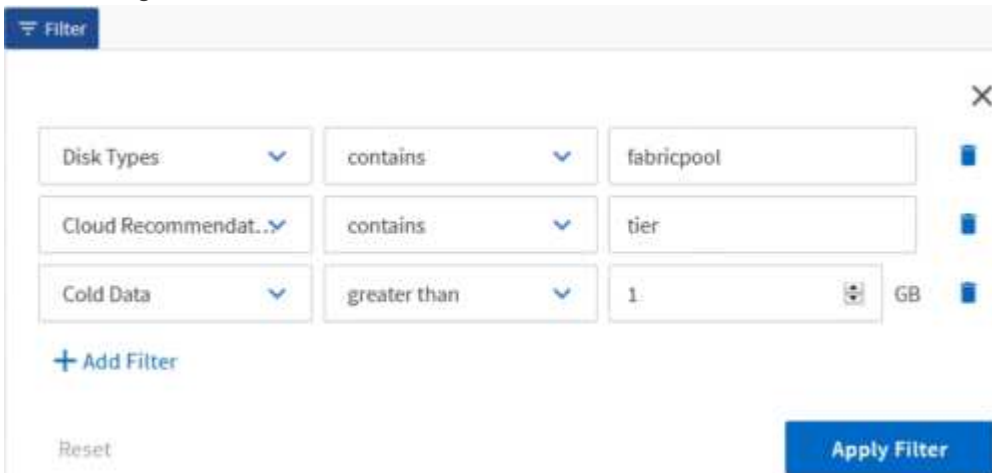 Filter
Disk Types contains fabricpool
Cloud Recommendat... contains tier
Cold Data greater than 1 GB
+ Add Filter
Reset Apply Filter